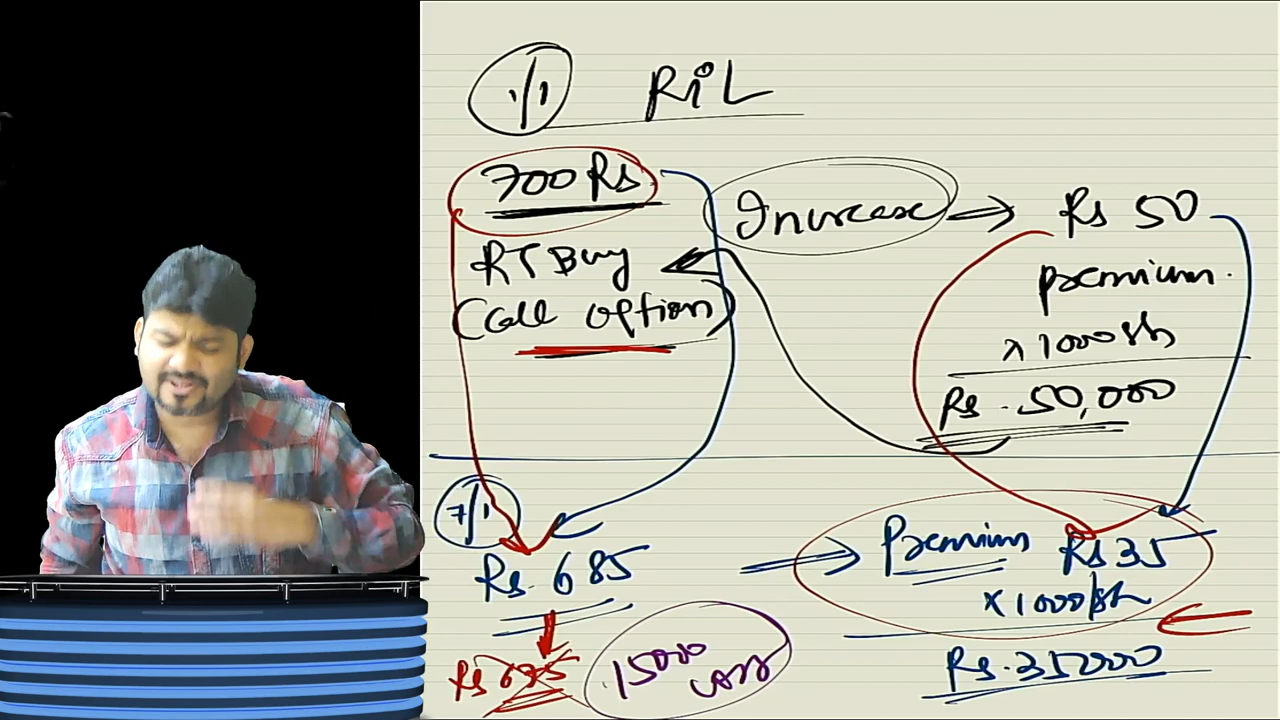 1/1 RIL
700 Rs.
Increase => Rs 50
premium.
RT Buy
(Call option)
x 1000 sh
Rs. 50,000
7/1
Rs. 685
Premium Rs 35
x 1000/sh
Rs. 35000
15000
Loss